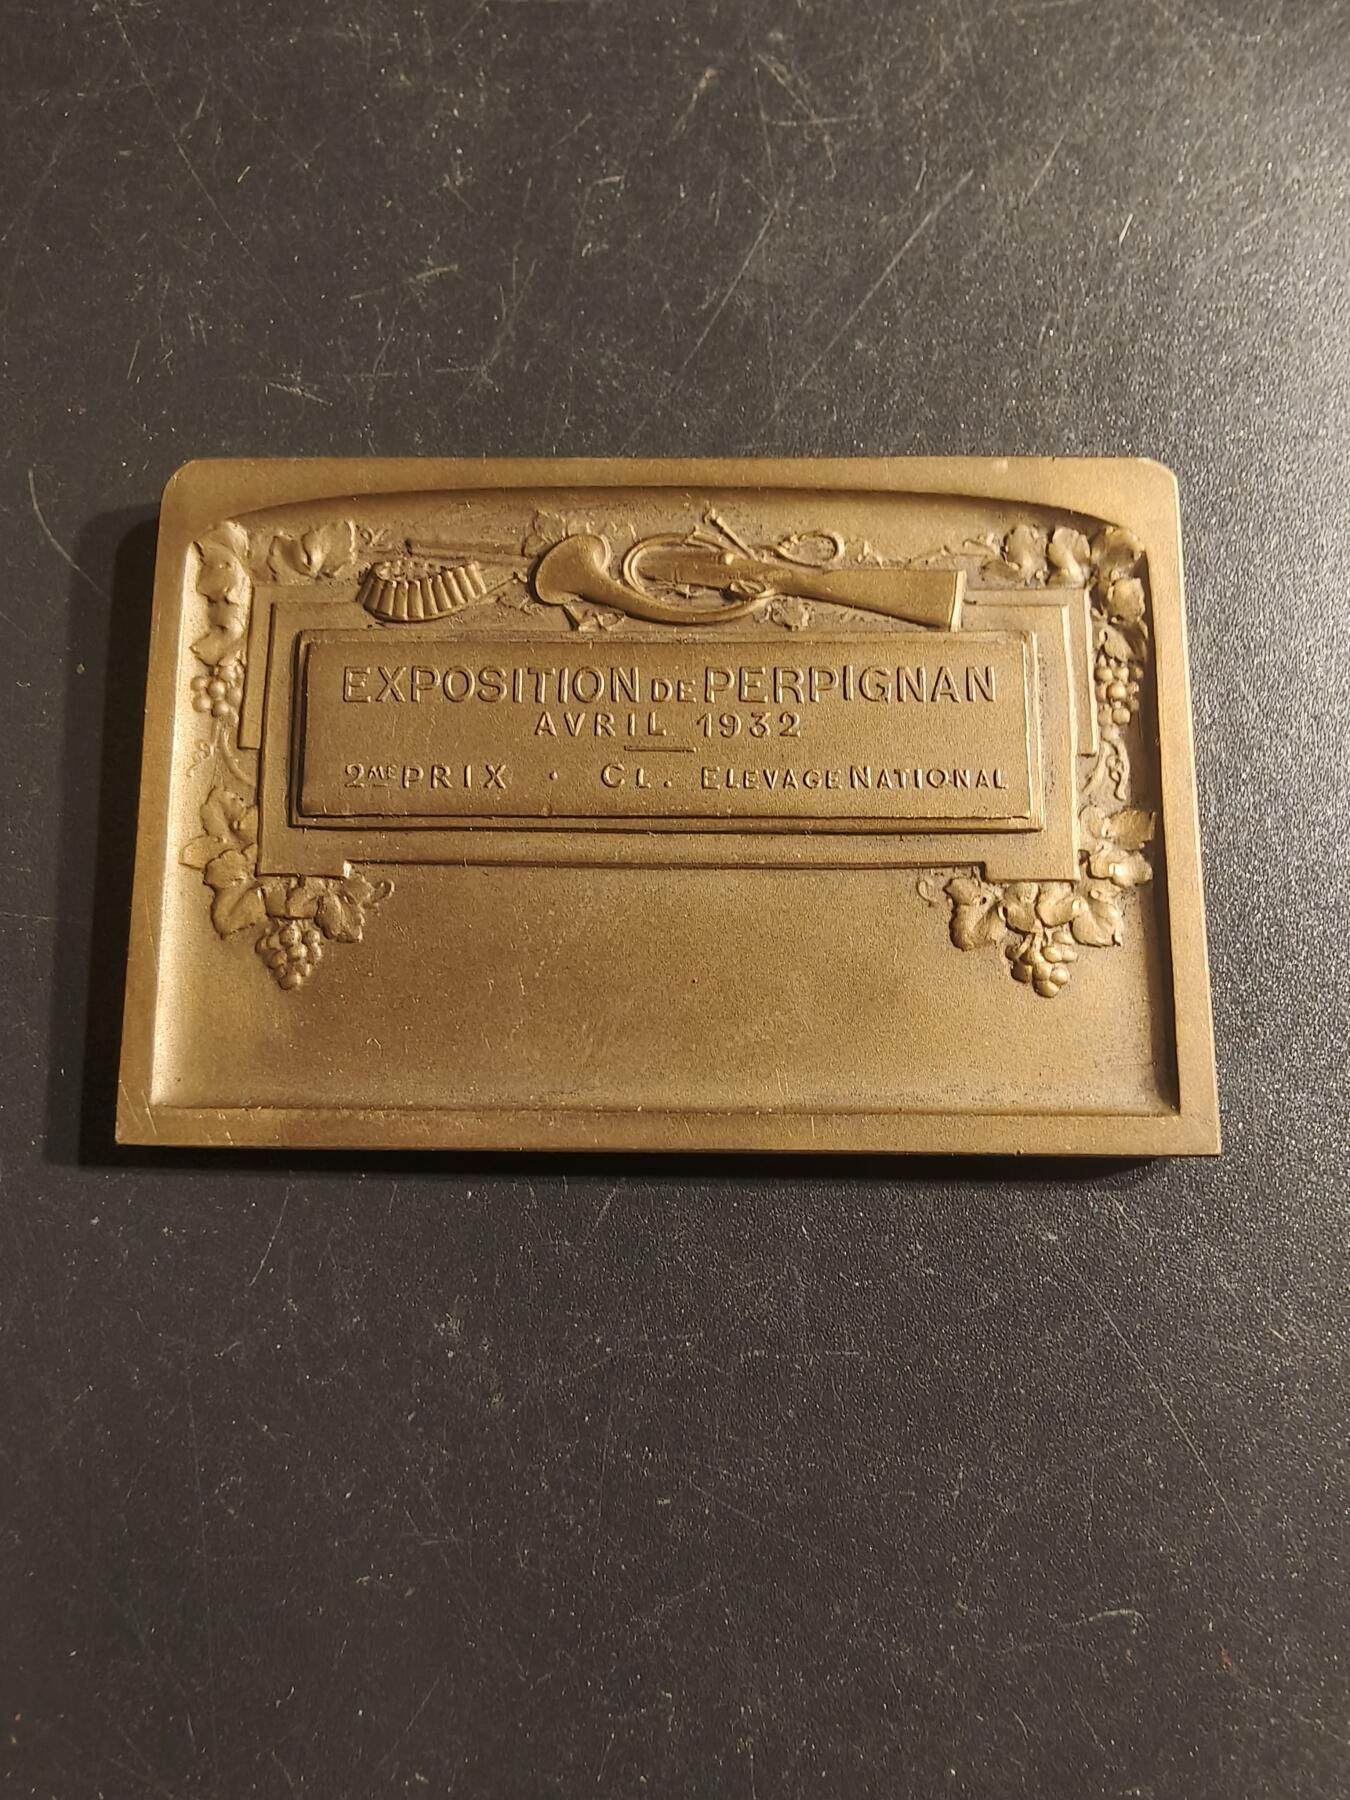 EXPOSITION DE PERPIGNAN
AVRIL 1932
2ME PRIX · CL. ELEVAGE NATIONAL